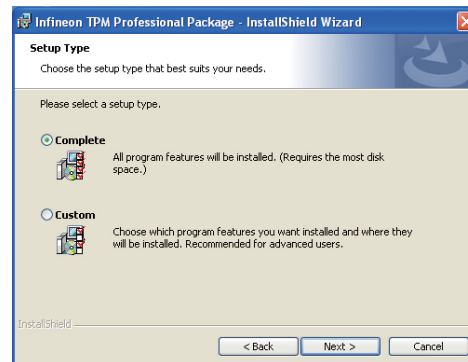 Infineon TPM Professional Package - InstallShield Wizard
Setup Type
Choose the setup type that best suits your needs.
Please select a setup type.
Complete
All program features will be installed. (Requires the most disk
space.)
Custom
Choose which program features you want installed and where they
will be installed. Recommended for advanced users.
InstallShield
< Back Next > Cancel